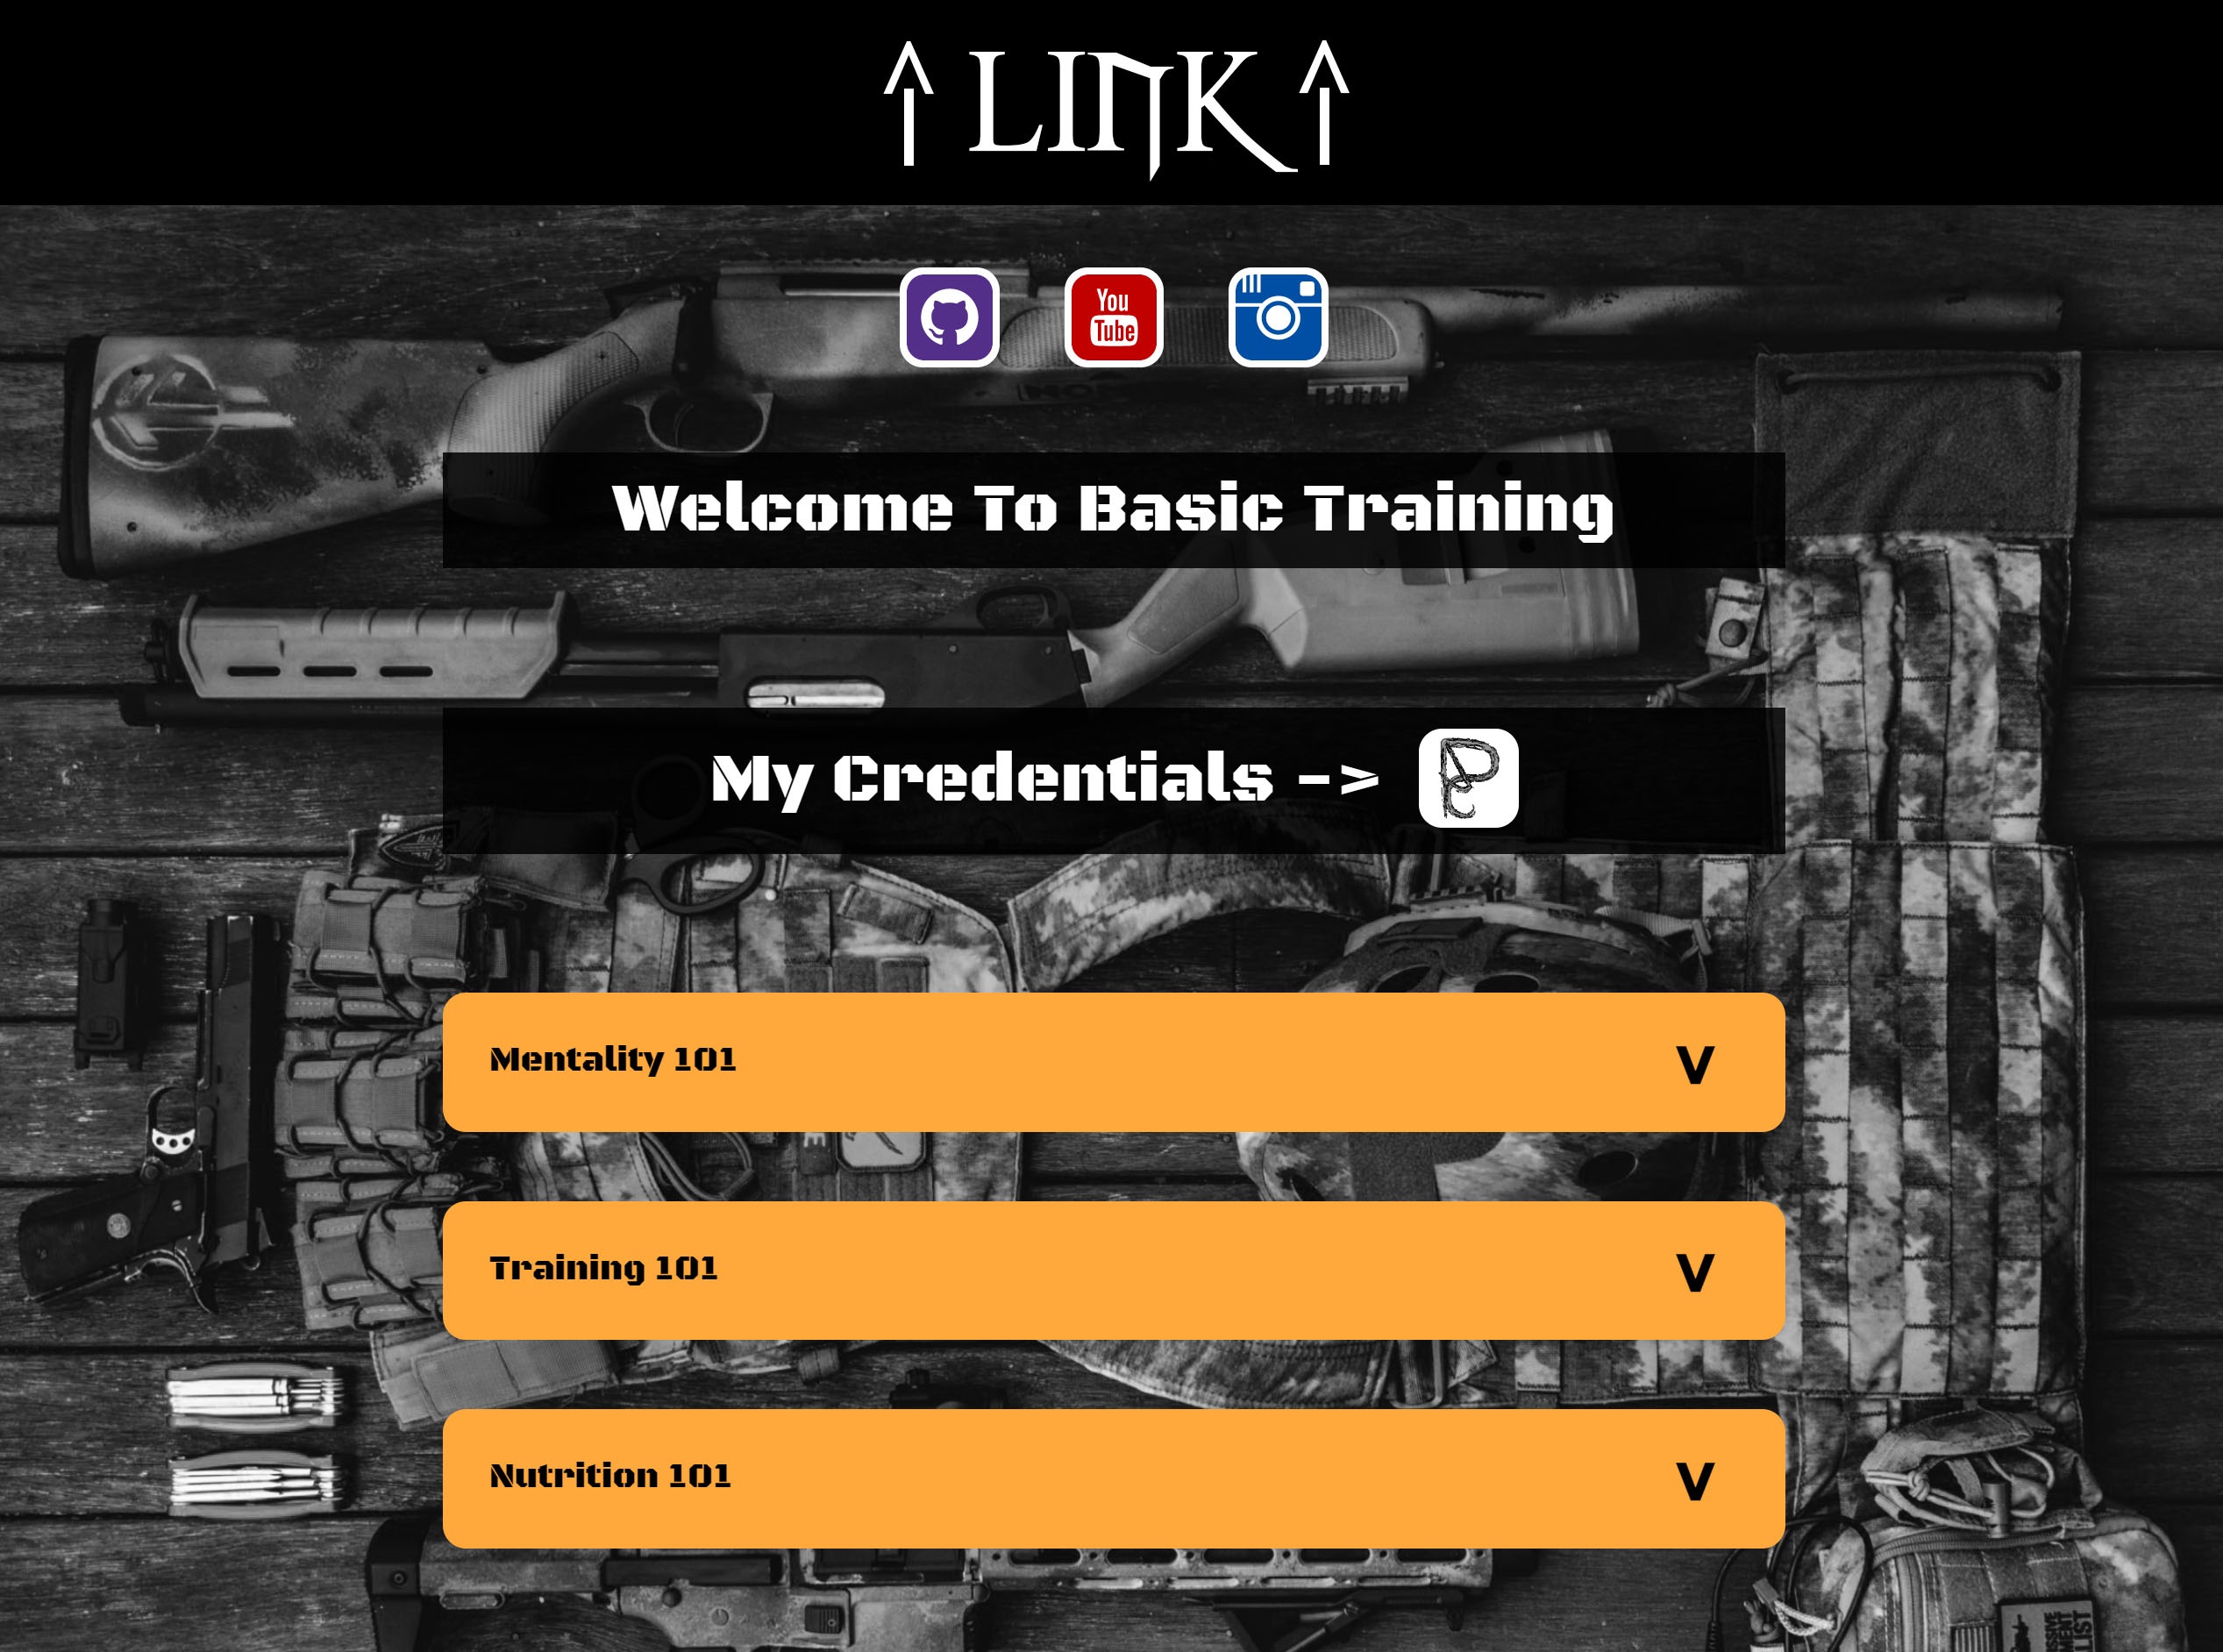 ↑ LINK ↑
You
Tube
Welcome To Basic Training
My Credentials ->
Mentality 101 V
Training 101 V
Nutrition 101 V